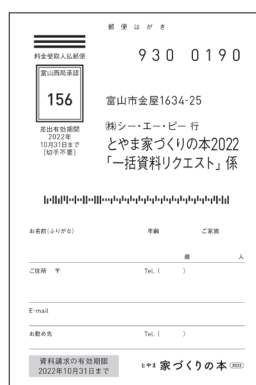 郵便はがき
930 0190
料金受取人払郵便
富山西局承認
156
差出有効期間
2022年
10月31日まで
[切手不要]
富山市金屋1634-25
㈱シー・エー・ピー 行
とやま家づくりの本2022
「一括資料リクエスト」係
お名前(ふりがな) 年齢 ご家族
歳 人
ご住所 〒 Tel. ( )
E-mail
お勤め先 Tel. ( )
資料請求の有効期限
2022年10月31日まで
とやま 家づくりの本 2022